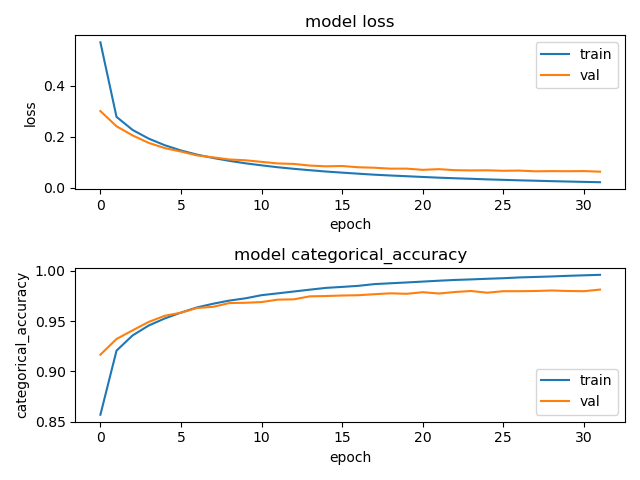 model loss
0.4
0.2
0.0
loss
train
val
0 5 10 15 20 25 30
epoch
model categorical_accuracy
1.00
0.95
0.90
0.85
categorical_accuracy
train
val
0 5 10 15 20 25 30
epoch